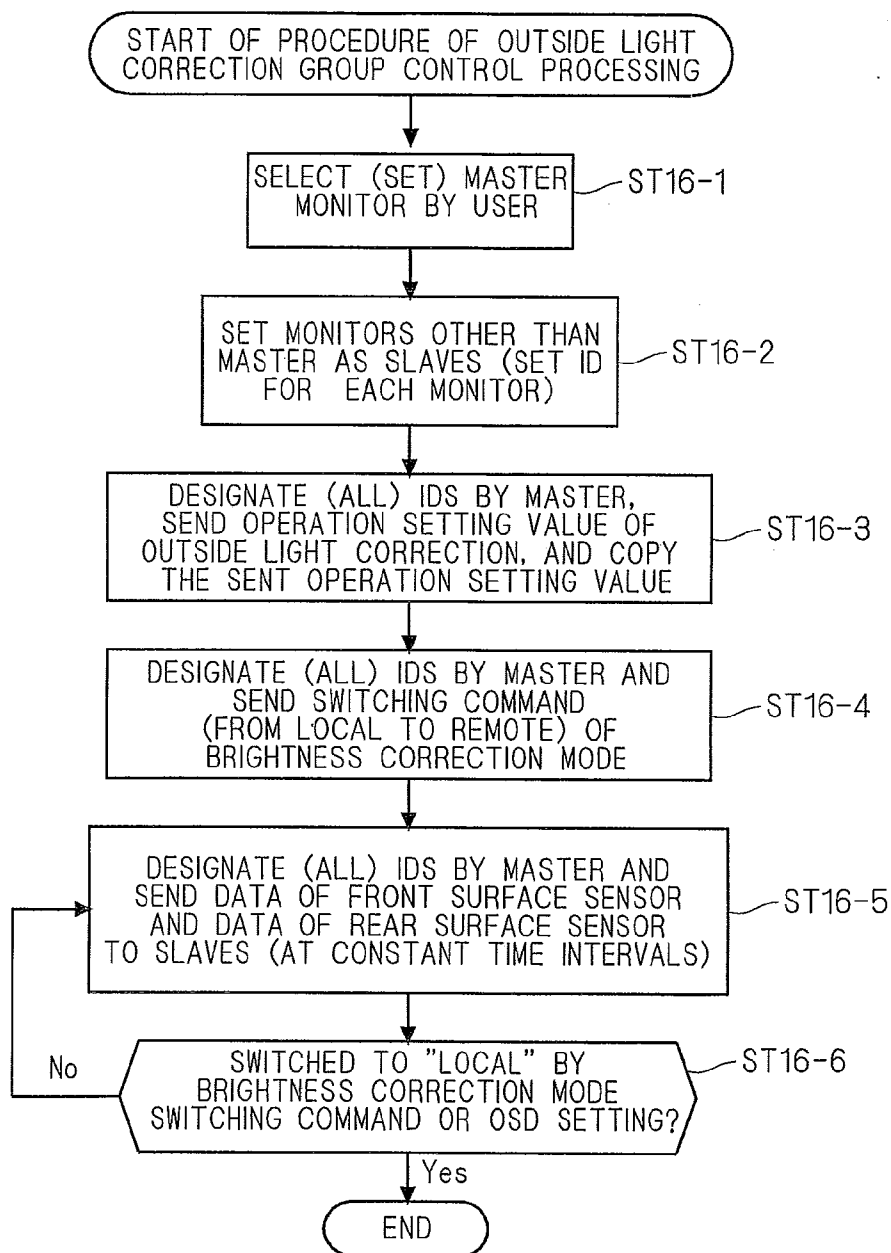 START OF PROCEDURE OF OUTSIDE LIGHT
CORRECTION GROUP CONTROL PROCESSING
SELECT (SET) MASTER
MONITOR BY USER
ST16-1
SET MONITORS OTHER THAN
MASTER AS SLAVES (SET ID
FOR EACH MONITOR)
ST16-2
DESIGNATE (ALL) IDS BY MASTER,
SEND OPERATION SETTING VALUE OF
OUTSIDE LIGHT CORRECTION, AND COPY
THE SENT OPERATION SETTING VALUE
ST16-3
DESIGNATE (ALL) IDS BY MASTER AND
SEND SWITCHING COMMAND
(FROM LOCAL TO REMOTE) OF
BRIGHTNESS CORRECTION MODE
ST16-4
DESIGNATE (ALL) IDS BY MASTER AND
SEND DATA OF FRONT SURFACE SENSOR
AND DATA OF REAR SURFACE SENSOR
TO SLAVES (AT CONSTANT TIME INTERVALS)
ST16-5
SWITCHED TO "LOCAL" BY
BRIGHTNESS CORRECTION MODE
SWITCHING COMMAND OR OSD SETTING?
ST16-6
No
Yes
END